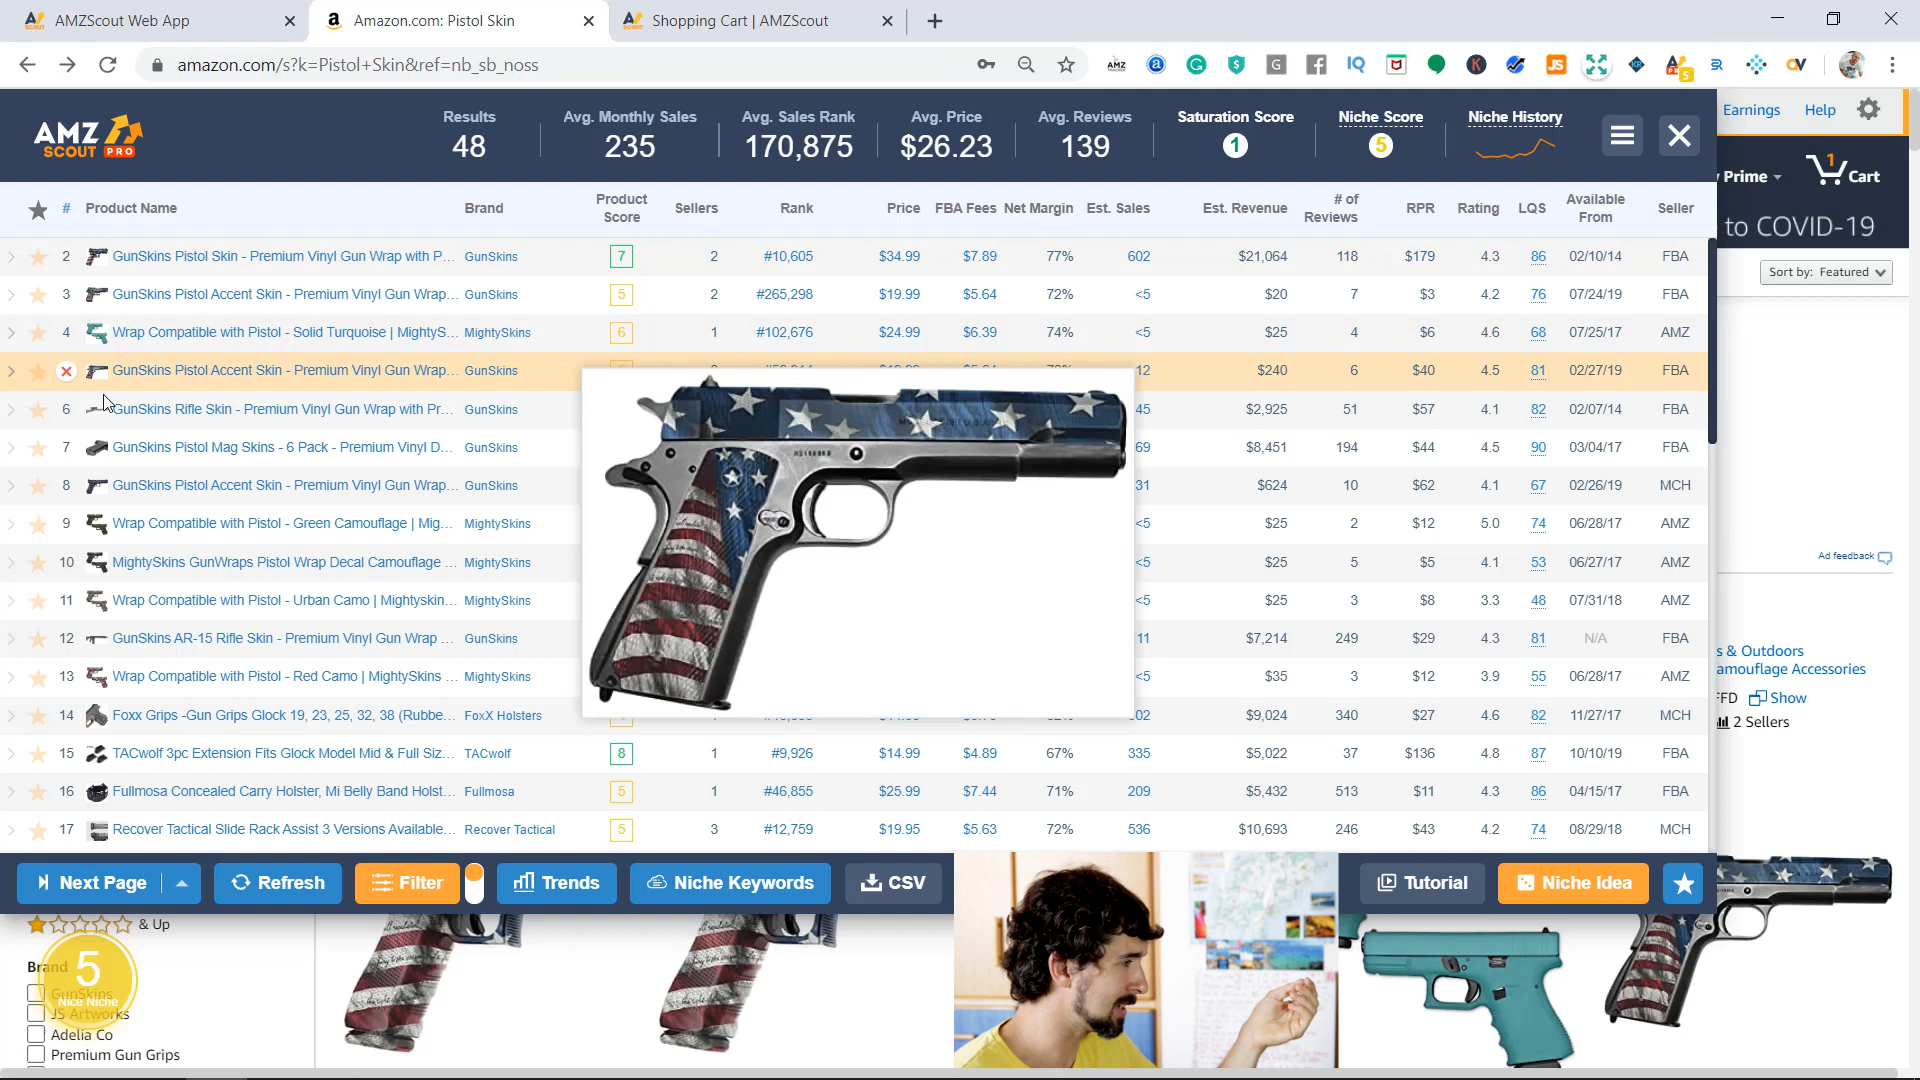 AMZScout Web App
Amazon.com: Pistol Skin
Shopping Cart | AMZScout
amazon.com/s?k=Pistol+Skin&ref=nb_sb_noss
AMZ SCOUT PRO
Results 48
Avg. Monthly Sales 235
Avg. Sales Rank 170,875
Avg. Price $26.23
Avg. Reviews 139
Saturation Score 1
Niche Score 5
Niche History
Earnings Help
Prime 1 Cart
to COVID-19
Sort by: Featured
# Product Name Brand Product Score Sellers Rank Price FBA Fees Net Margin Est. Sales Est. Revenue # of Reviews RPR Rating LQS Available From Seller
2 GunSkins Pistol Skin - Premium Vinyl Gun Wrap with P... GunSkins 7 2 #10,605 $34.99 $7.89 77% 602 $21,064 118 $179 4.3 86 02/10/14 FBA
3 GunSkins Pistol Accent Skin - Premium Vinyl Gun Wrap... GunSkins 5 2 #265,298 $19.99 $5.64 72% <5 $20 7 $3 4.2 76 07/24/19 FBA
4 Wrap Compatible with Pistol - Solid Turquoise | MightyS... MightySkins 6 1 #102,676 $24.99 $6.39 74% <5 $25 4 $6 4.6 68 07/25/17 AMZ
GunSkins Pistol Accent Skin - Premium Vinyl Gun Wrap... GunSkins 12 $240 6 $40 4.5 81 02/27/19 FBA
6 GunSkins Rifle Skin - Premium Vinyl Gun Wrap with Pr... GunSkins 45 $2,925 51 $57 4.1 82 02/07/14 FBA
7 GunSkins Pistol Mag Skins - 6 Pack - Premium Vinyl D... GunSkins 69 $8,451 194 $44 4.5 90 03/04/17 FBA
8 GunSkins Pistol Accent Skin - Premium Vinyl Gun Wrap... GunSkins 31 $624 10 $62 4.1 67 02/26/19 MCH
9 Wrap Compatible with Pistol - Green Camouflage | Mig... MightySkins <5 $25 2 $12 5.0 74 06/28/17 AMZ
10 MightySkins GunWraps Pistol Wrap Decal Camouflage ... MightySkins <5 $25 5 $5 4.1 53 06/27/17 AMZ
11 Wrap Compatible with Pistol - Urban Camo | Mightyskin... MightySkins <5 $25 3 $8 3.3 48 07/31/18 AMZ
12 GunSkins AR-15 Rifle Skin - Premium Vinyl Gun Wrap ... GunSkins 11 $7,214 249 $29 4.3 81 N/A FBA
13 Wrap Compatible with Pistol - Red Camo | MightySkins ... MightySkins <5 $35 3 $12 3.9 55 06/28/17 AMZ
14 Foxx Grips -Gun Grips Glock 19, 23, 25, 32, 38 (Rubbe... FoxX Holsters 02 $9,024 340 $27 4.6 82 11/27/17 MCH
15 TACwolf 3pc Extension Fits Glock Model Mid & Full Siz... TACwolf 8 1 #9,926 $14.99 $4.89 67% 335 $5,022 37 $136 4.8 87 10/10/19 FBA
16 Fullmosa Concealed Carry Holster, Mi Belly Band Holst... Fullmosa 5 1 #46,855 $25.99 $7.44 71% 209 $5,432 513 $11 4.3 86 04/15/17 FBA
17 Recover Tactical Slide Rack Assist 3 Versions Available... Recover Tactical 5 3 #12,759 $19.95 $5.63 72% 536 $10,693 246 $43 4.2 74 08/29/18 MCH
Ad feedback
s & Outdoors
amouflage Accessories
FFD Show
2 Sellers
Next Page Refresh Filter Trends Niche Keywords CSV Tutorial Niche Idea
& Up
Brand
5
Nice Niche
GunSkins
JS Artworks
Adelia Co
Premium Gun Grips